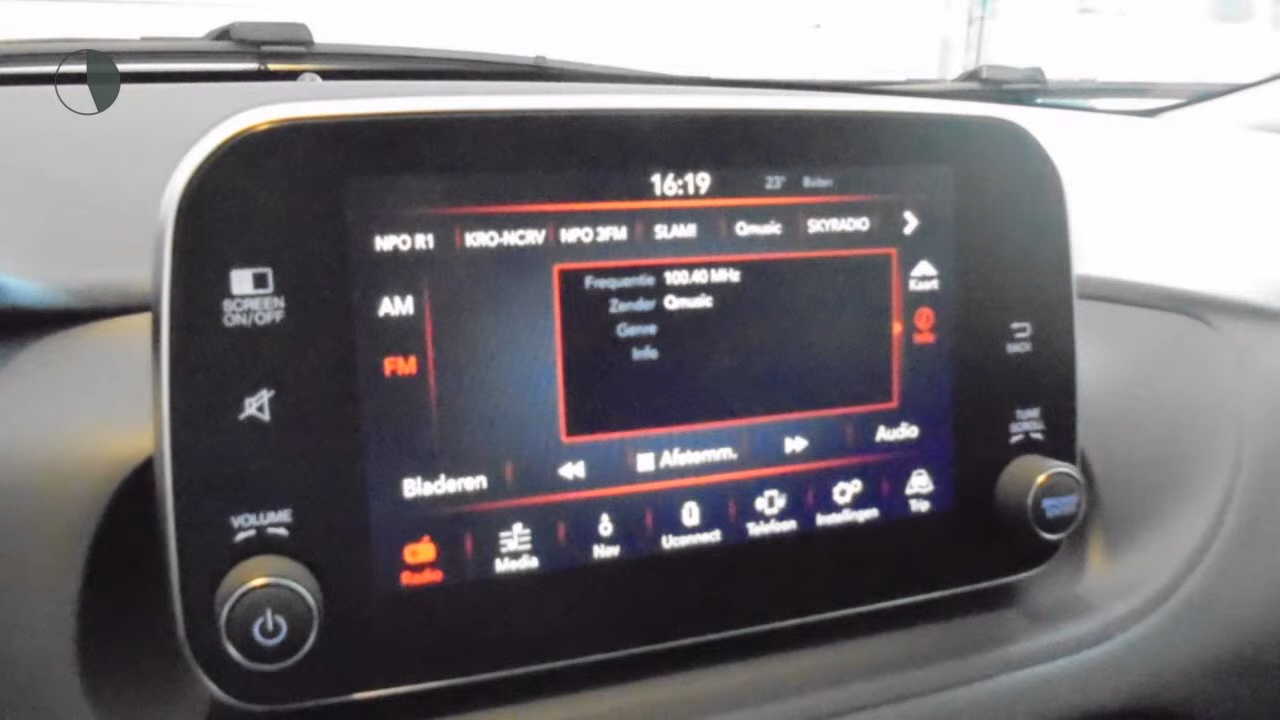 16:19 23° Buiten
NPO R1 KRO-NCRV NPO 3FM SLAM! Qmusic SKYRADIO
Frequentie 100.40 MHz
Zender Qmusic
Genre
Info
AM
FM
Kaart
Info
Bladeren Afstemm. Audio
Radio Media Nav Uconnect Telefoon Instellingen Trip
SCREEN
ON/OFF
VOLUME
BACK
TUNE
SCROLL